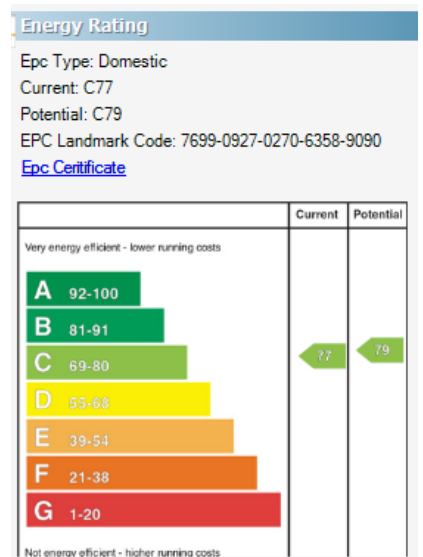 Energy Rating
Epc Type: Domestic
Current: C77
Potential: C79
EPC Landmark Code: 7699-0927-0270-6358-9090
Epc Ceritificate
Current Potential
Very energy efficient - lower running costs
A 92-100
B 81-91
C 69-80
77 79
D 55-68
E 39-54
F 21-38
G 1-20
Not energy efficient - higher running costs